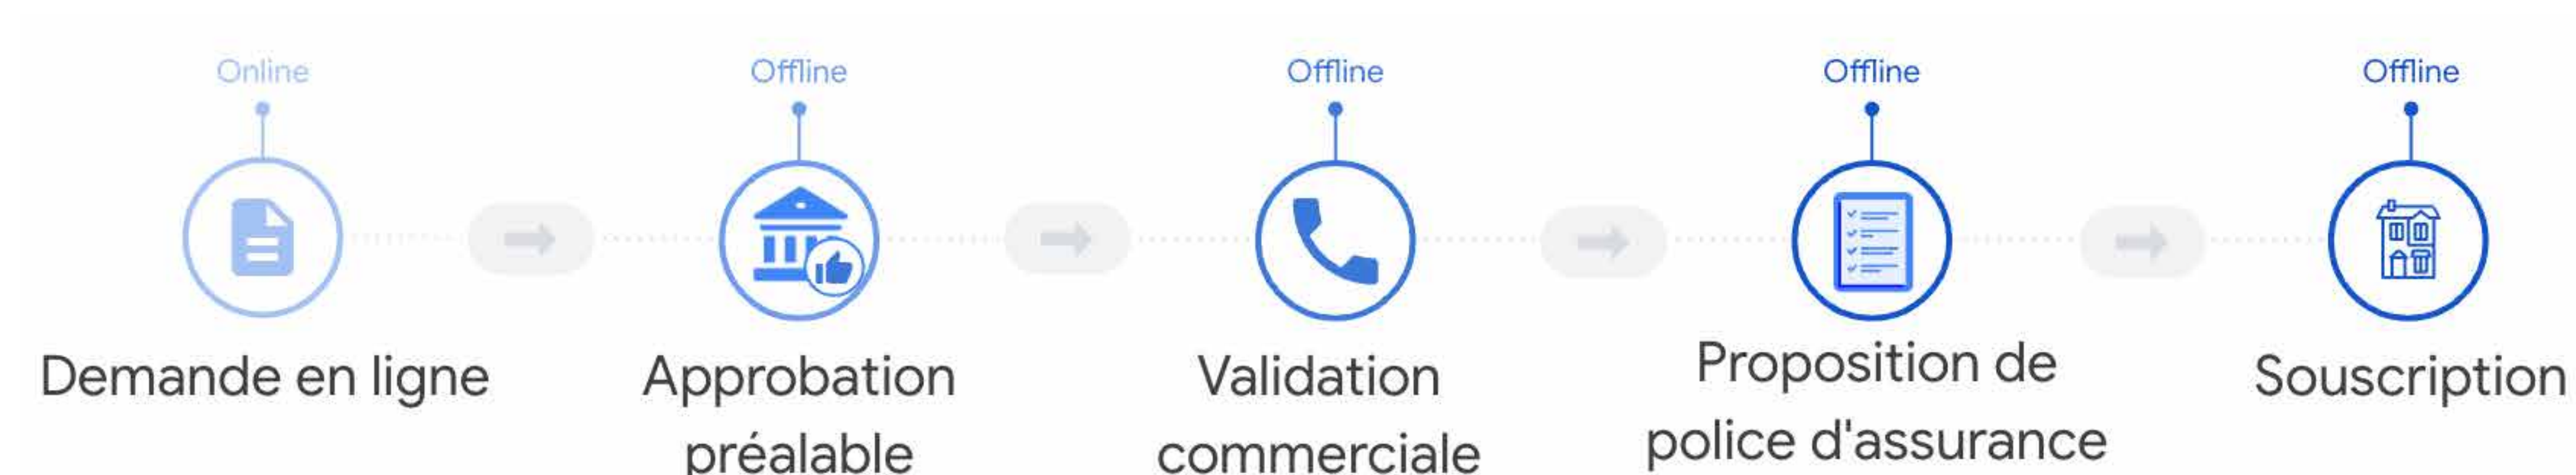 Online
Offline
Offline
Offline
Offline
Demande en ligne
Approbation
préalable
Validation
commerciale
Proposition de
police d'assurance
Souscription